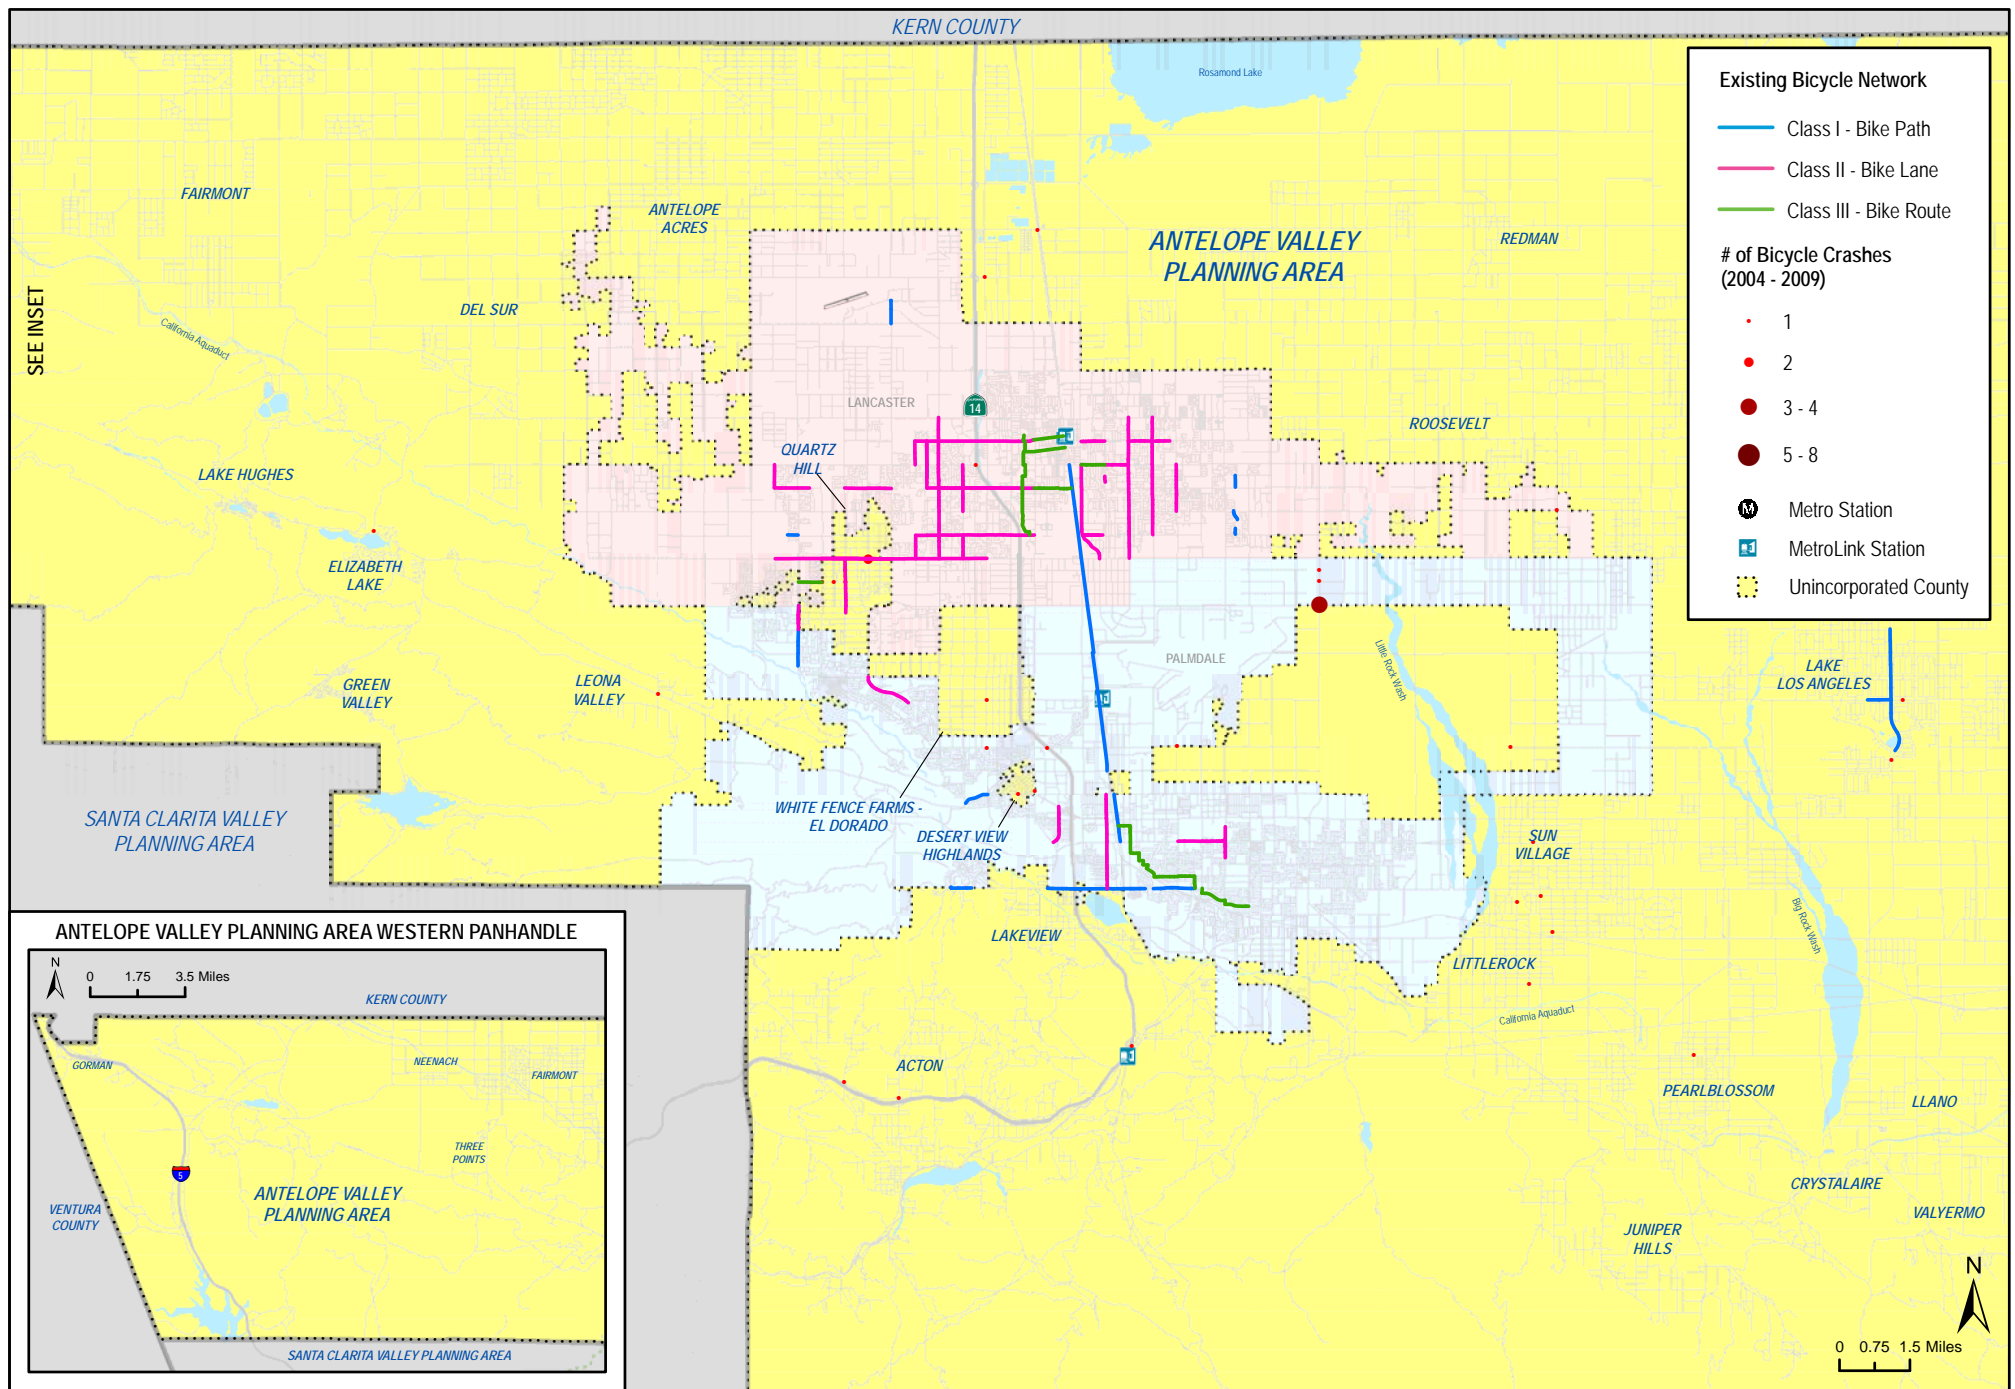 KERN COUNTY
Rosamond Lake
Existing Bicycle Network
Class I - Bike Path
Class II - Bike Lane
Class III - Bike Route
# of Bicycle Crashes
(2004 - 2009)
1
2
3 - 4
5 - 8
M
Metro Station
MetroLink Station
Unincorporated County
FAIRMONT
ANTELOPE
ACRES
ANTELOPE VALLEY
PLANNING AREA
REDMAN
SEE INSET
DEL SUR
California Aquaduct
LANCASTER
14
ROOSEVELT
QUARTZ
HILL
LAKE HUGHES
ELIZABETH
LAKE
Little Rock Wash
PALMDALE
LAKE
LOS ANGELES
GREEN
VALLEY
LEONA
VALLEY
SANTA CLARITA VALLEY
PLANNING AREA
WHITE FENCE FARMS -
EL DORADO
DESERT VIEW
HIGHLANDS
SUN
VILLAGE
Big Rock Wash
LAKEVIEW
LITTLEROCK
California Aquaduct
ACTON
PEARLBLOSSOM
LLANO
CRYSTALAIRE
VALYERMO
JUNIPER
HILLS
N
0 0.75 1.5 Miles
ANTELOPE VALLEY PLANNING AREA WESTERN PANHANDLE
N
0 1.75 3.5 Miles
KERN COUNTY
GORMAN
NEENACH
FAIRMONT
THREE
POINTS
5
ANTELOPE VALLEY
PLANNING AREA
VENTURA
COUNTY
SANTA CLARITA VALLEY PLANNING AREA